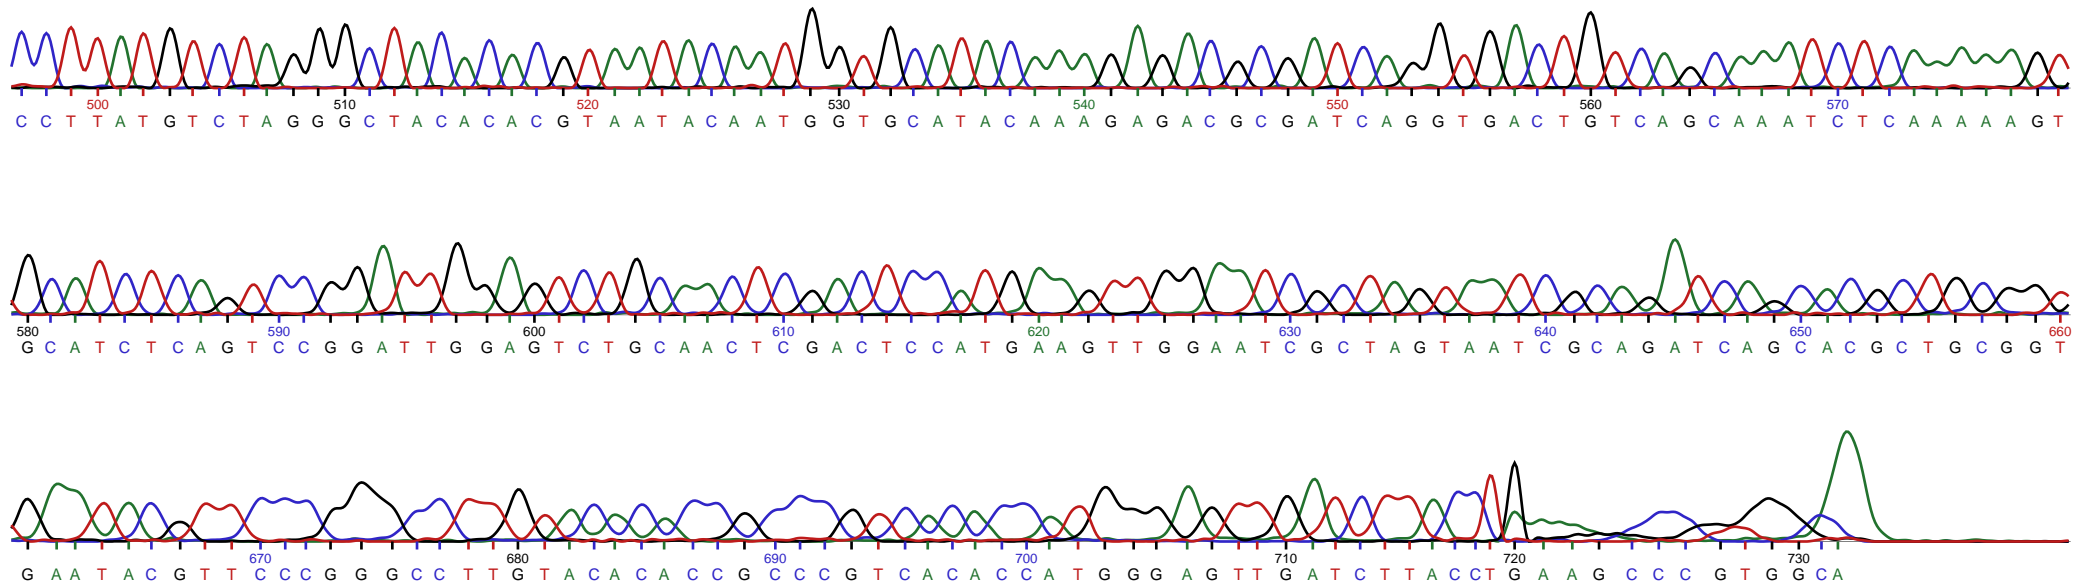 500 510 520 530 540 550 560 570
C C T T A T G T C T A G G G C T A C A C A C G T A A T A C A A T G G T G C A T A C A A A G A G A C G C G A T C A G G T G A C T G T C A G C A A A T C T C A A A A A G T
580 590 600 610 620 630 640 650 660
G C A T C T C A G T C C G G A T T G G A G T C T G C A A C T C G A C T C C A T G A A G T T G G A A T C G C T A G T A A T C G C A G A T C A G C A C G C T G C G G T
670 680 690 700 710 720 730
G A A T A C G T T C C C G G G C C T T G T A C A C A C C G C C C G T C A C A C C A T G G G A G T T G A T C T T A C C T G A A G C C C G T G G C A